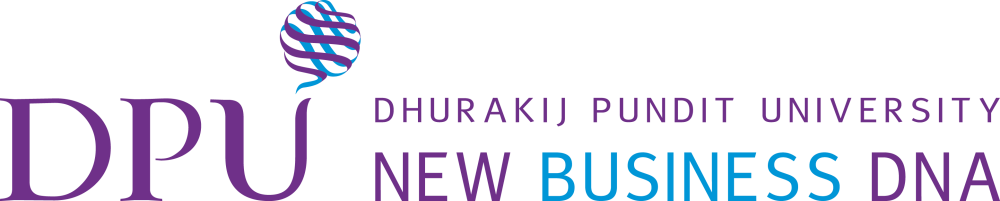 DPU
DHURAKIJ PUNDIT UNIVERSITY
NEW BUSINESS DNA